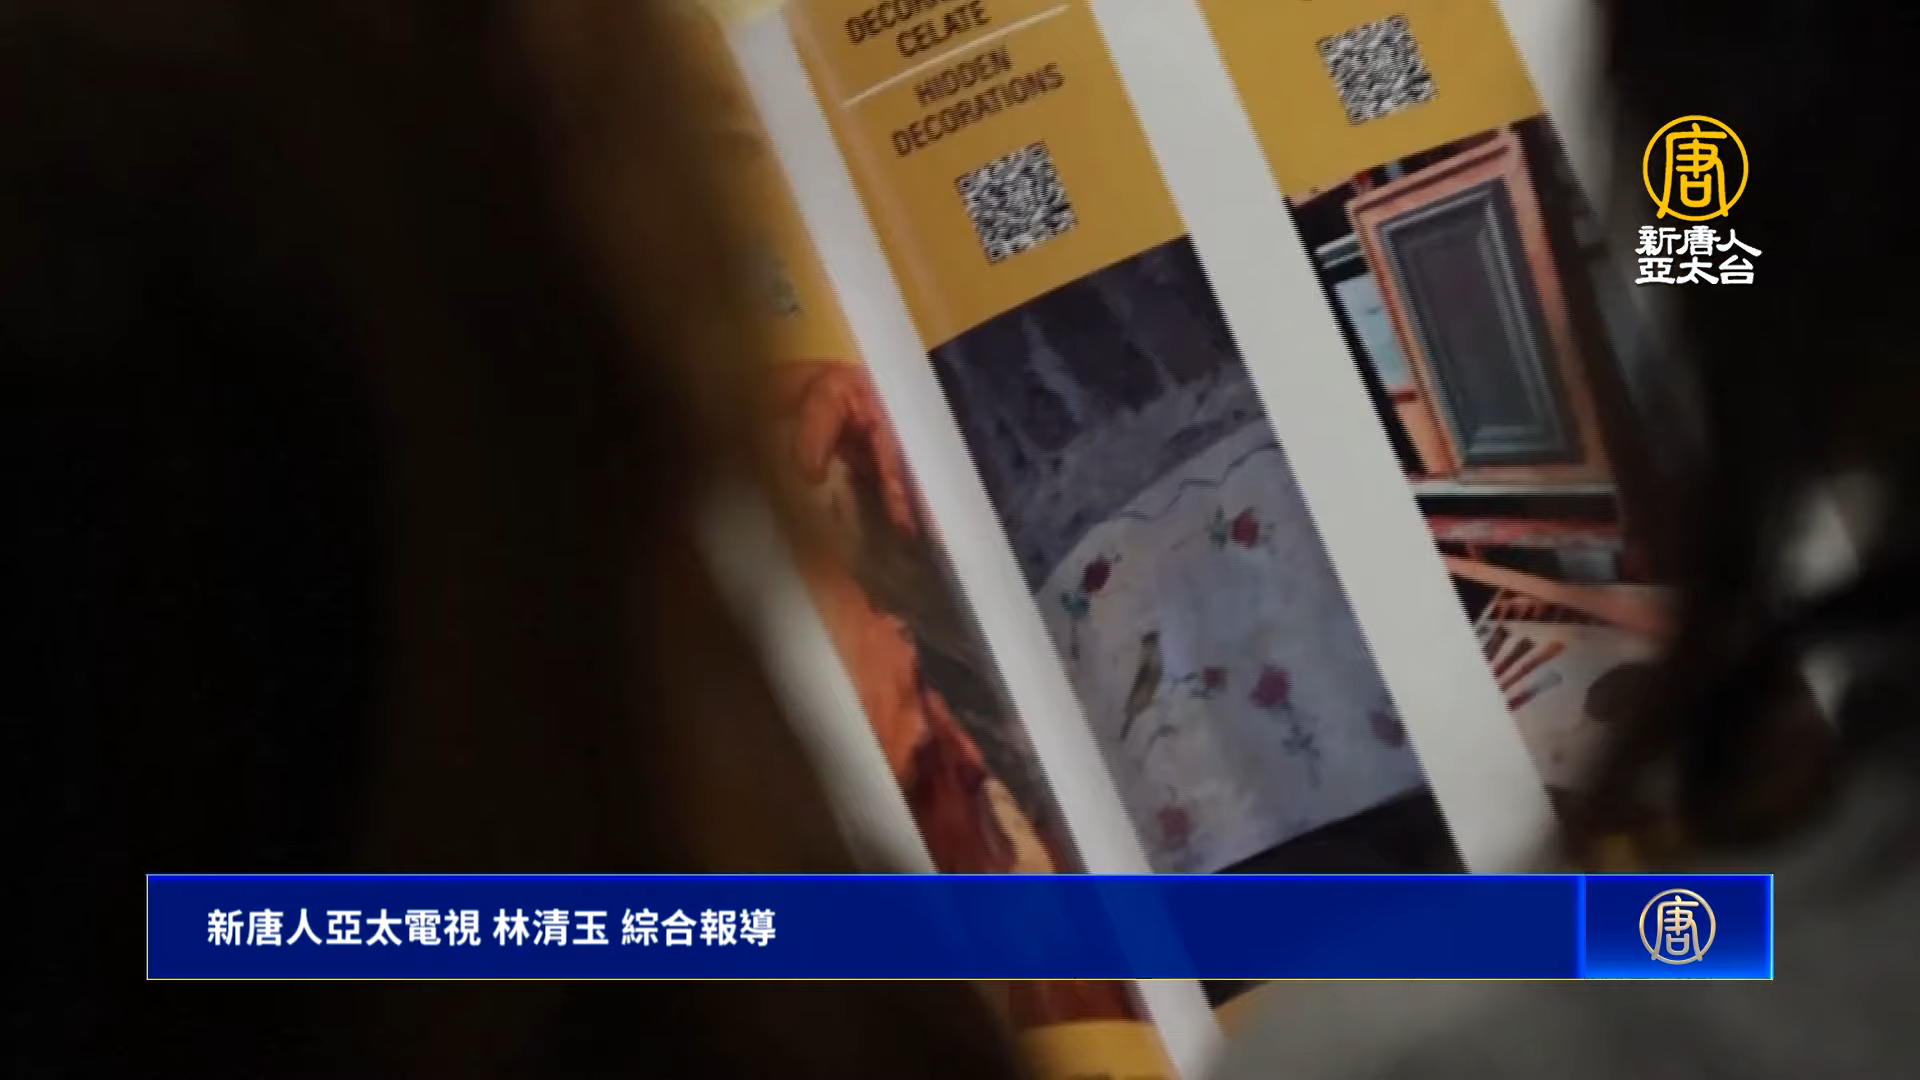 CELATE
HIDDEN
DECORATIONS
唐
新唐人
亞太台
新唐人亞太電視 林清玉 綜合報導
唐